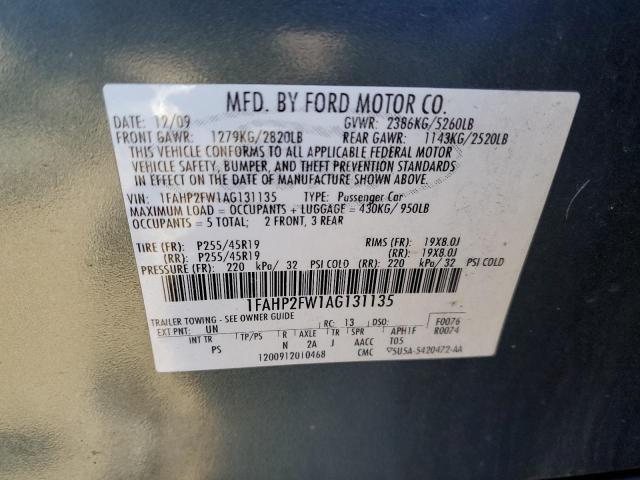 MFD. BY FORD MOTOR CO.
DATE: 12/09 GVWR: 2386KG/5260LB
FRONT GAWR: 1279KG/2820LB REAR GAWR: 1143KG/2520LB
THIS VEHICLE CONFORMS TO ALL APPLICABLE FEDERAL MOTOR
VEHICLE SAFETY, BUMPER, AND THEFT PREVENTION STANDARDS
IN EFFECT ON THE DATE OF MANUFACTURE SHOWN ABOVE.
VIN: 1FAHP2FW1AG131135 TYPE: Passenger Car
MAXIMUM LOAD = OCCUPANTS + LUGGAGE = 430KG/950LB
OCCUPANTS = 5 TOTAL; 2 FRONT, 3 REAR
TIRE (FR): P255/45R19 RIMS (FR): 19X8.0J
(RR): P255/45R19 (RR): 19X8.0J
PRESSURE (FR): 220 kPa/ 32 PSI COLD (RR): 220 kPa/ 32 PSI COLD
1FAHP2FW1AG131135
TRAILER TOWING - SEE OWNER GUIDE
EXT PNT: UN RC: 13 DSO: F0076
INT TR TP/PS R AXLE TR SPR APH1F R0074
PS N 2A J AACC T05
1200912010468 CMC 5U5A-5420472-AA